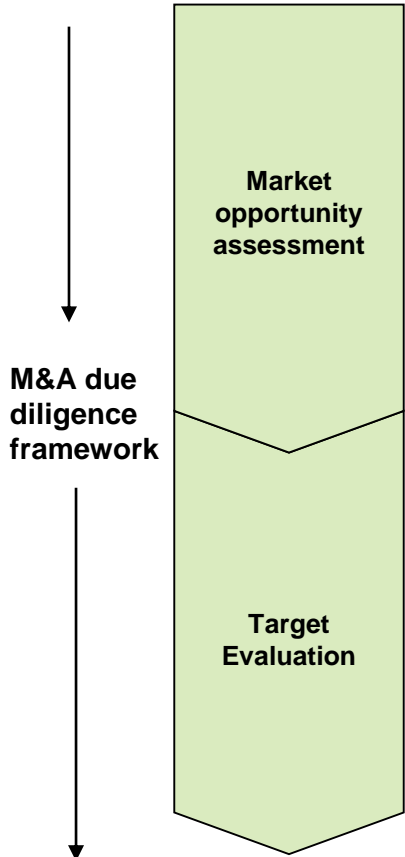 Market
opportunity
assessment
M&A due
diligence
framework
Target
Evaluation